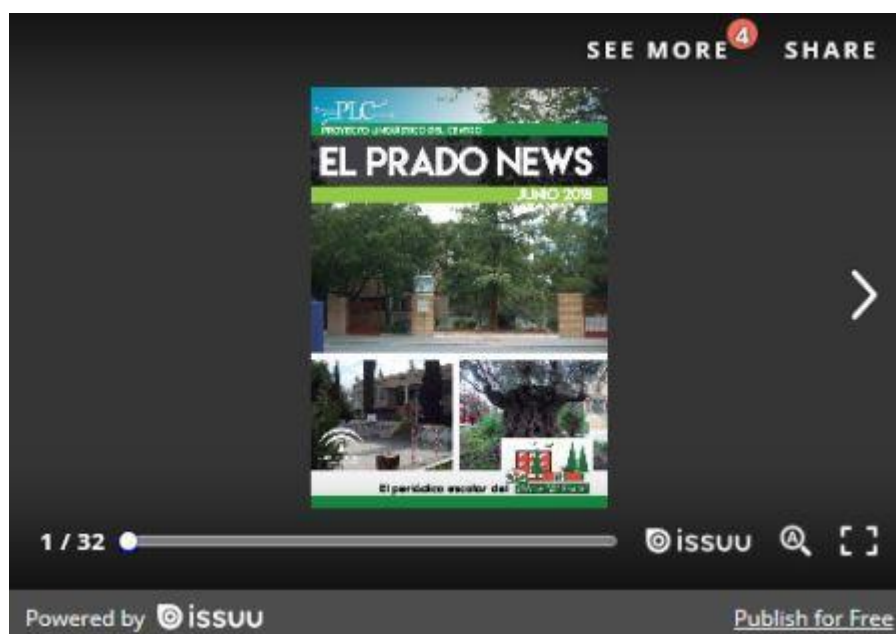 SEE MORE 4 SHARE
PLC
PROYECTO LINGÜÍSTICO DEL CENTRO
EL PRADO NEWS
JUNIO 2018
El periódico escolar del
1 / 32
issuu
Powered by issuu
Publish for Free